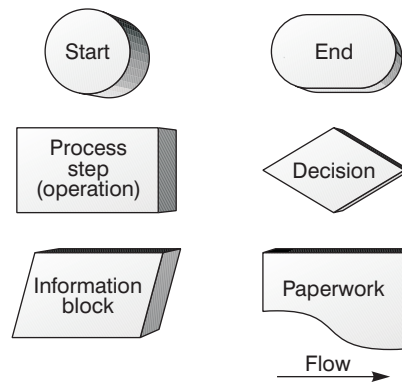 Start
End
Process
step
(operation)
Decision
Information
block
Paperwork
Flow